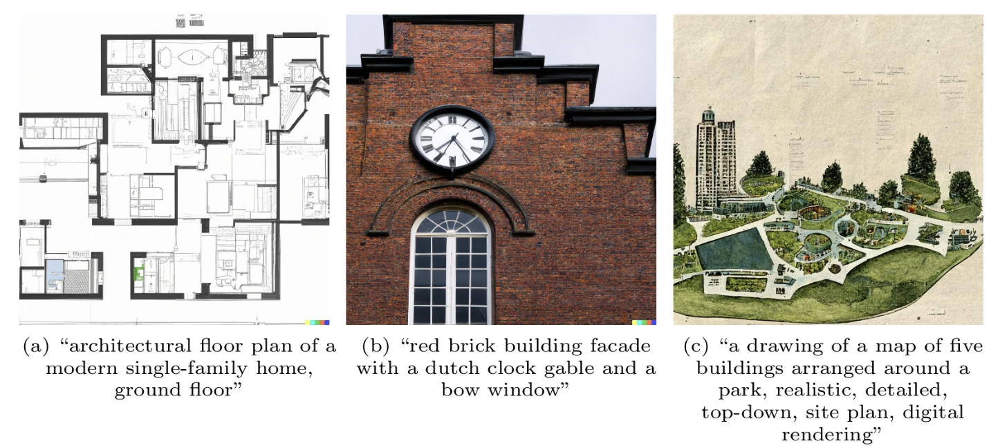 (a) “architectural floor plan of a
modern single-family home,
ground floor”
(b) “red brick building facade
with a dutch clock gable and a
bow window”
(c) “a drawing of a map of five
buildings arranged around a
park, realistic, detailed,
top-down, site plan, digital
rendering”